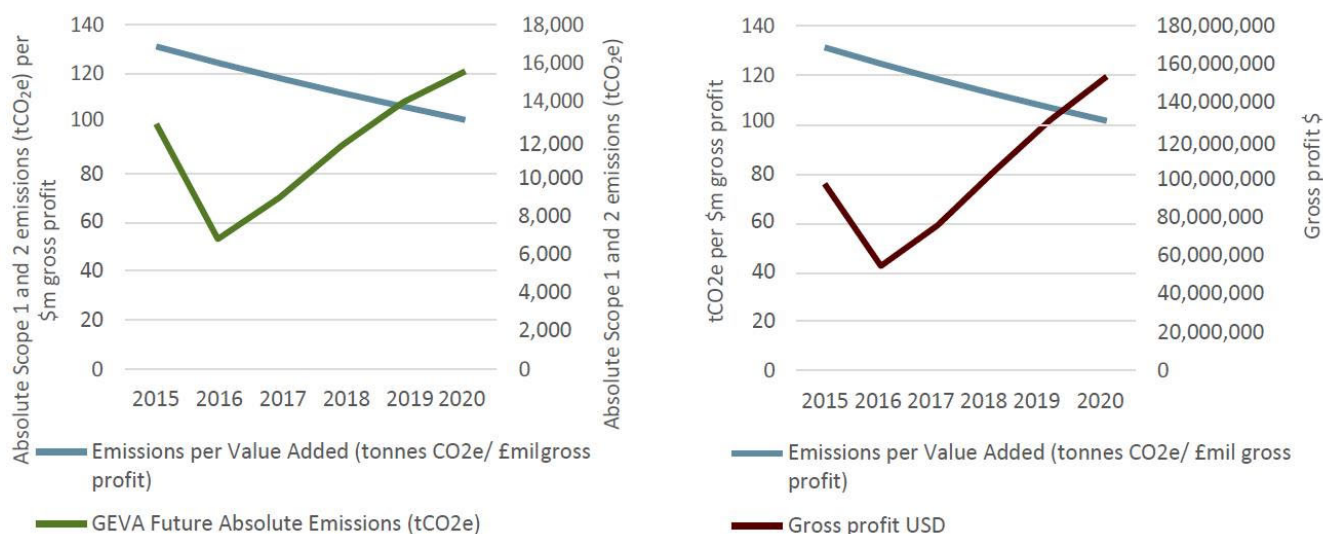 Absolute Scope 1 and 2 emissions (tCO₂e) per
$m gross profit
140
120
100
80
60
40
20
0
18,000
16,000
14,000
12,000
10,000
8,000
6,000
4,000
2,000
0
Absolute Scope 1 and 2 emissions (tCO₂e)
2015 2016 2017 2018 2019 2020
Emissions per Value Added (tonnes CO2e/ £milgross
profit)
GEVA Future Absolute Emissions (tCO2e)
tCO2e per $m gross profit
140
120
100
80
60
40
20
0
180,000,000
160,000,000
140,000,000
120,000,000
100,000,000
80,000,000
60,000,000
40,000,000
20,000,000
0
Gross profit $
2015 2016 2017 2018 2019 2020
Emissions per Value Added (tonnes CO2e/ £mil gross
profit)
Gross profit USD